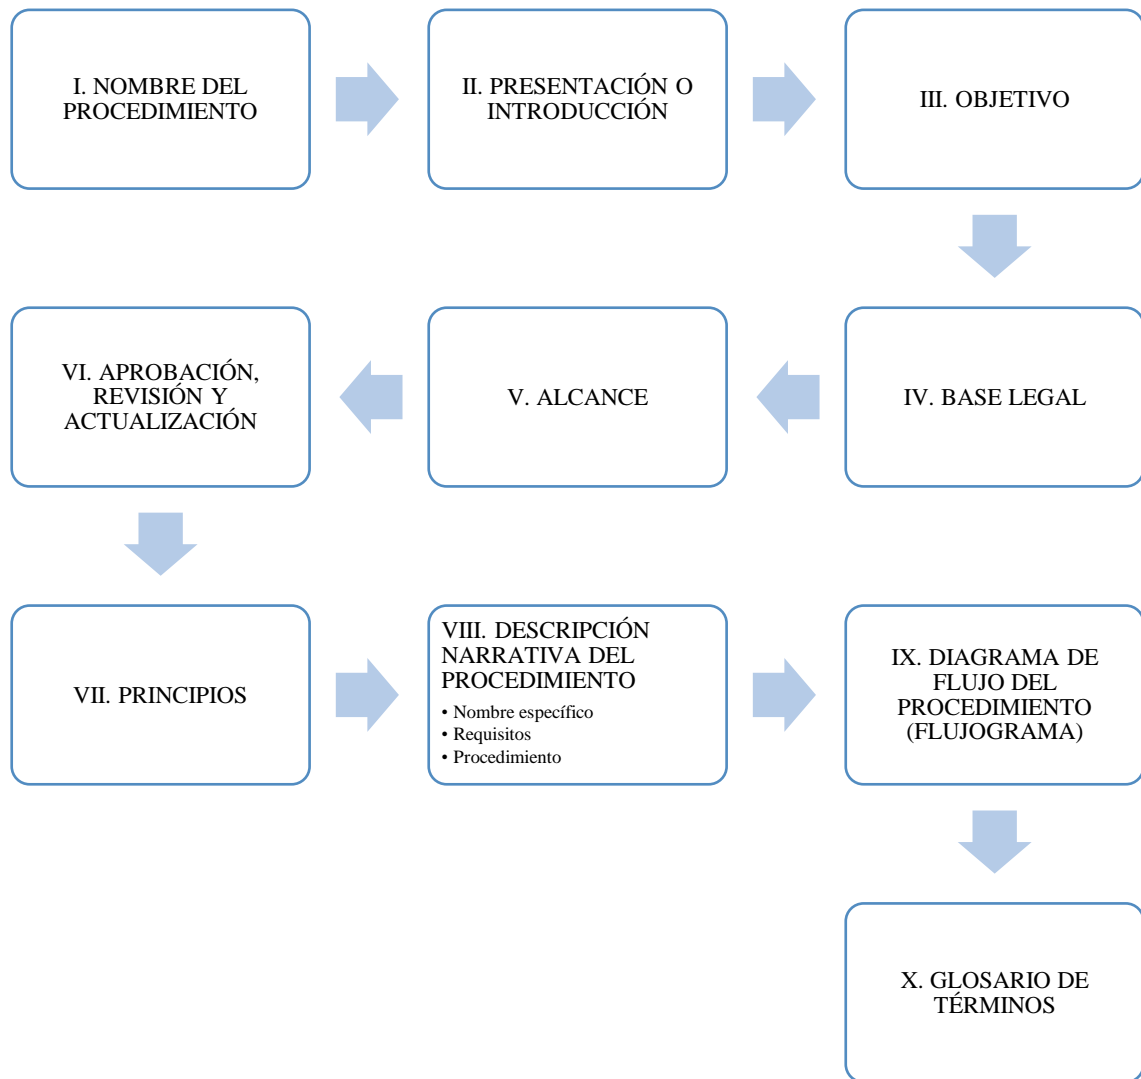 I. NOMBRE DEL
PROCEDIMIENTO
II. PRESENTACIÓN O
INTRODUCCIÓN
III. OBJETIVO
IV. BASE LEGAL
V. ALCANCE
VI. APROBACIÓN,
REVISIÓN Y
ACTUALIZACIÓN
VII. PRINCIPIOS
VIII. DESCRIPCIÓN
NARRATIVA DEL
PROCEDIMIENTO
• Nombre específico
• Requisitos
• Procedimiento
IX. DIAGRAMA DE
FLUJO DEL
PROCEDIMIENTO
(FLUJOGRAMA)
X. GLOSARIO DE
TÉRMINOS